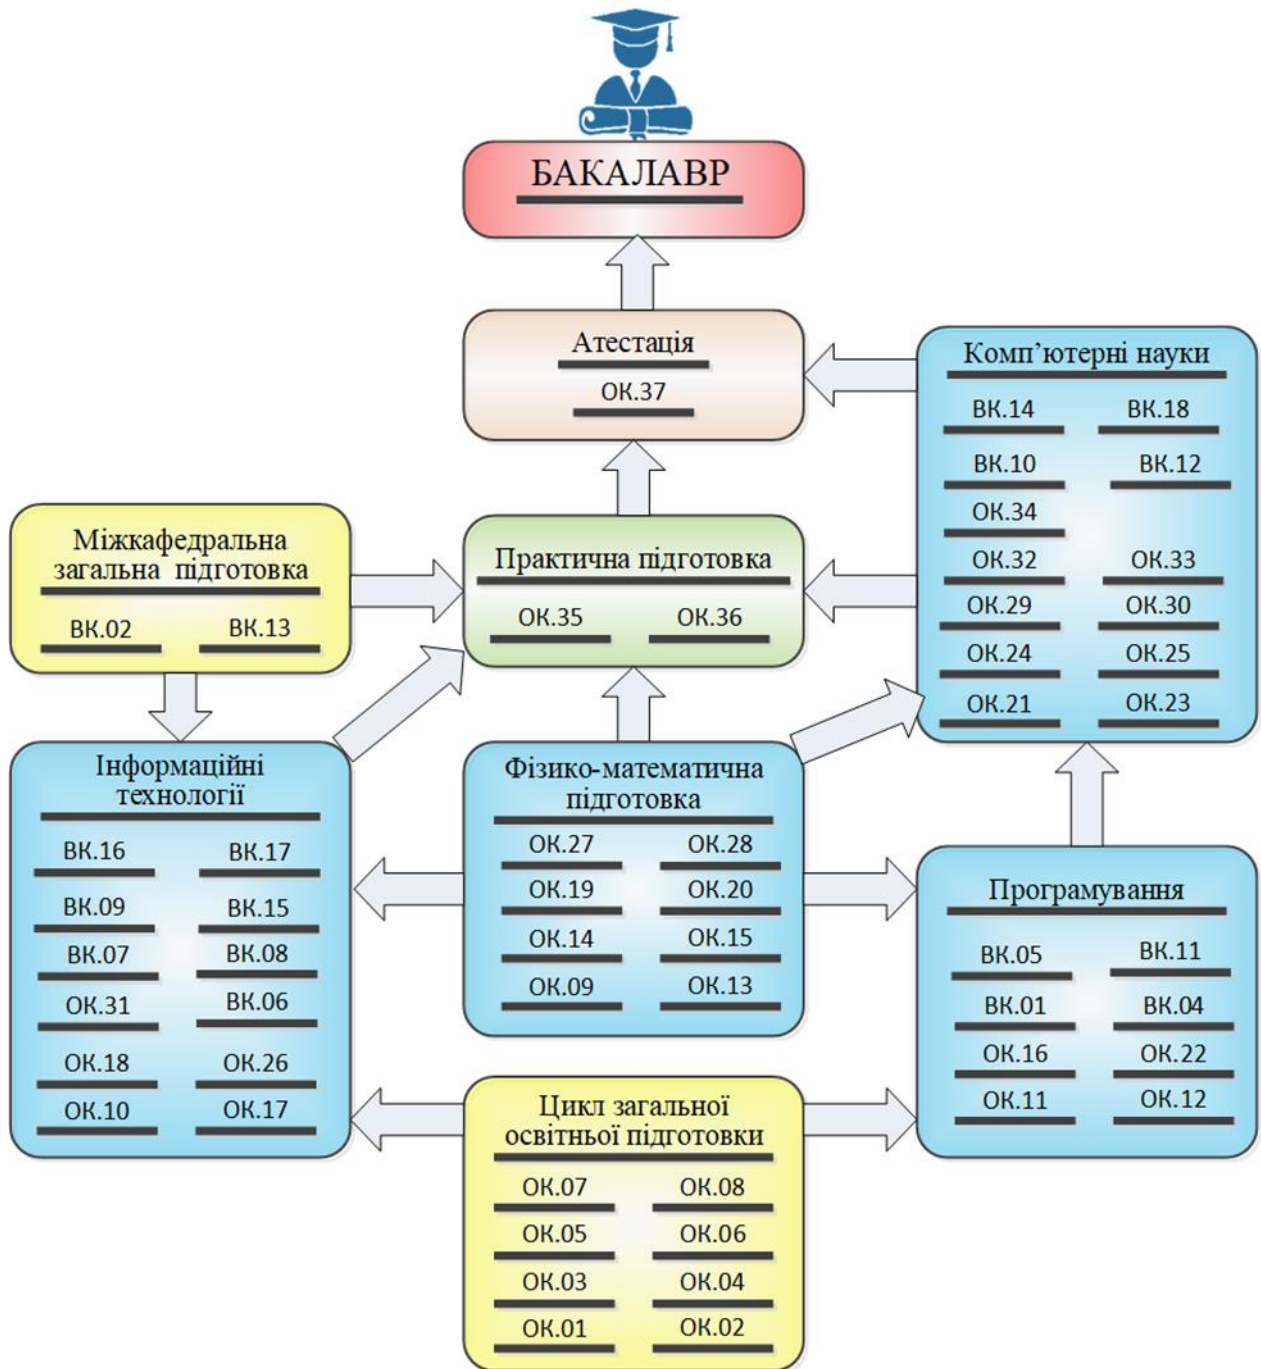 БАКАЛАВР
Атестація
ОК.37
Комп’ютерні науки
ВК.14 ВК.18
ВК.10 ВК.12
ОК.34
ОК.32 ОК.33
ОК.29 ОК.30
ОК.24 ОК.25
ОК.21 ОК.23
Міжкафедральна
загальна підготовка
ВК.02 ВК.13
Практична підготовка
ОК.35 ОК.36
Інформаційні
технології
ВК.16 ВК.17
ВК.09 ВК.15
ВК.07 ВК.08
ОК.31 ВК.06
ОК.18 ОК.26
ОК.10 ОК.17
Фізико-математична
підготовка
ОК.27 ОК.28
ОК.19 ОК.20
ОК.14 ОК.15
ОК.09 ОК.13
Програмування
ВК.05 ВК.11
ВК.01 ВК.04
ОК.16 ОК.22
ОК.11 ОК.12
Цикл загальної
освітньої підготовки
ОК.07 ОК.08
ОК.05 ОК.06
ОК.03 ОК.04
ОК.01 ОК.02